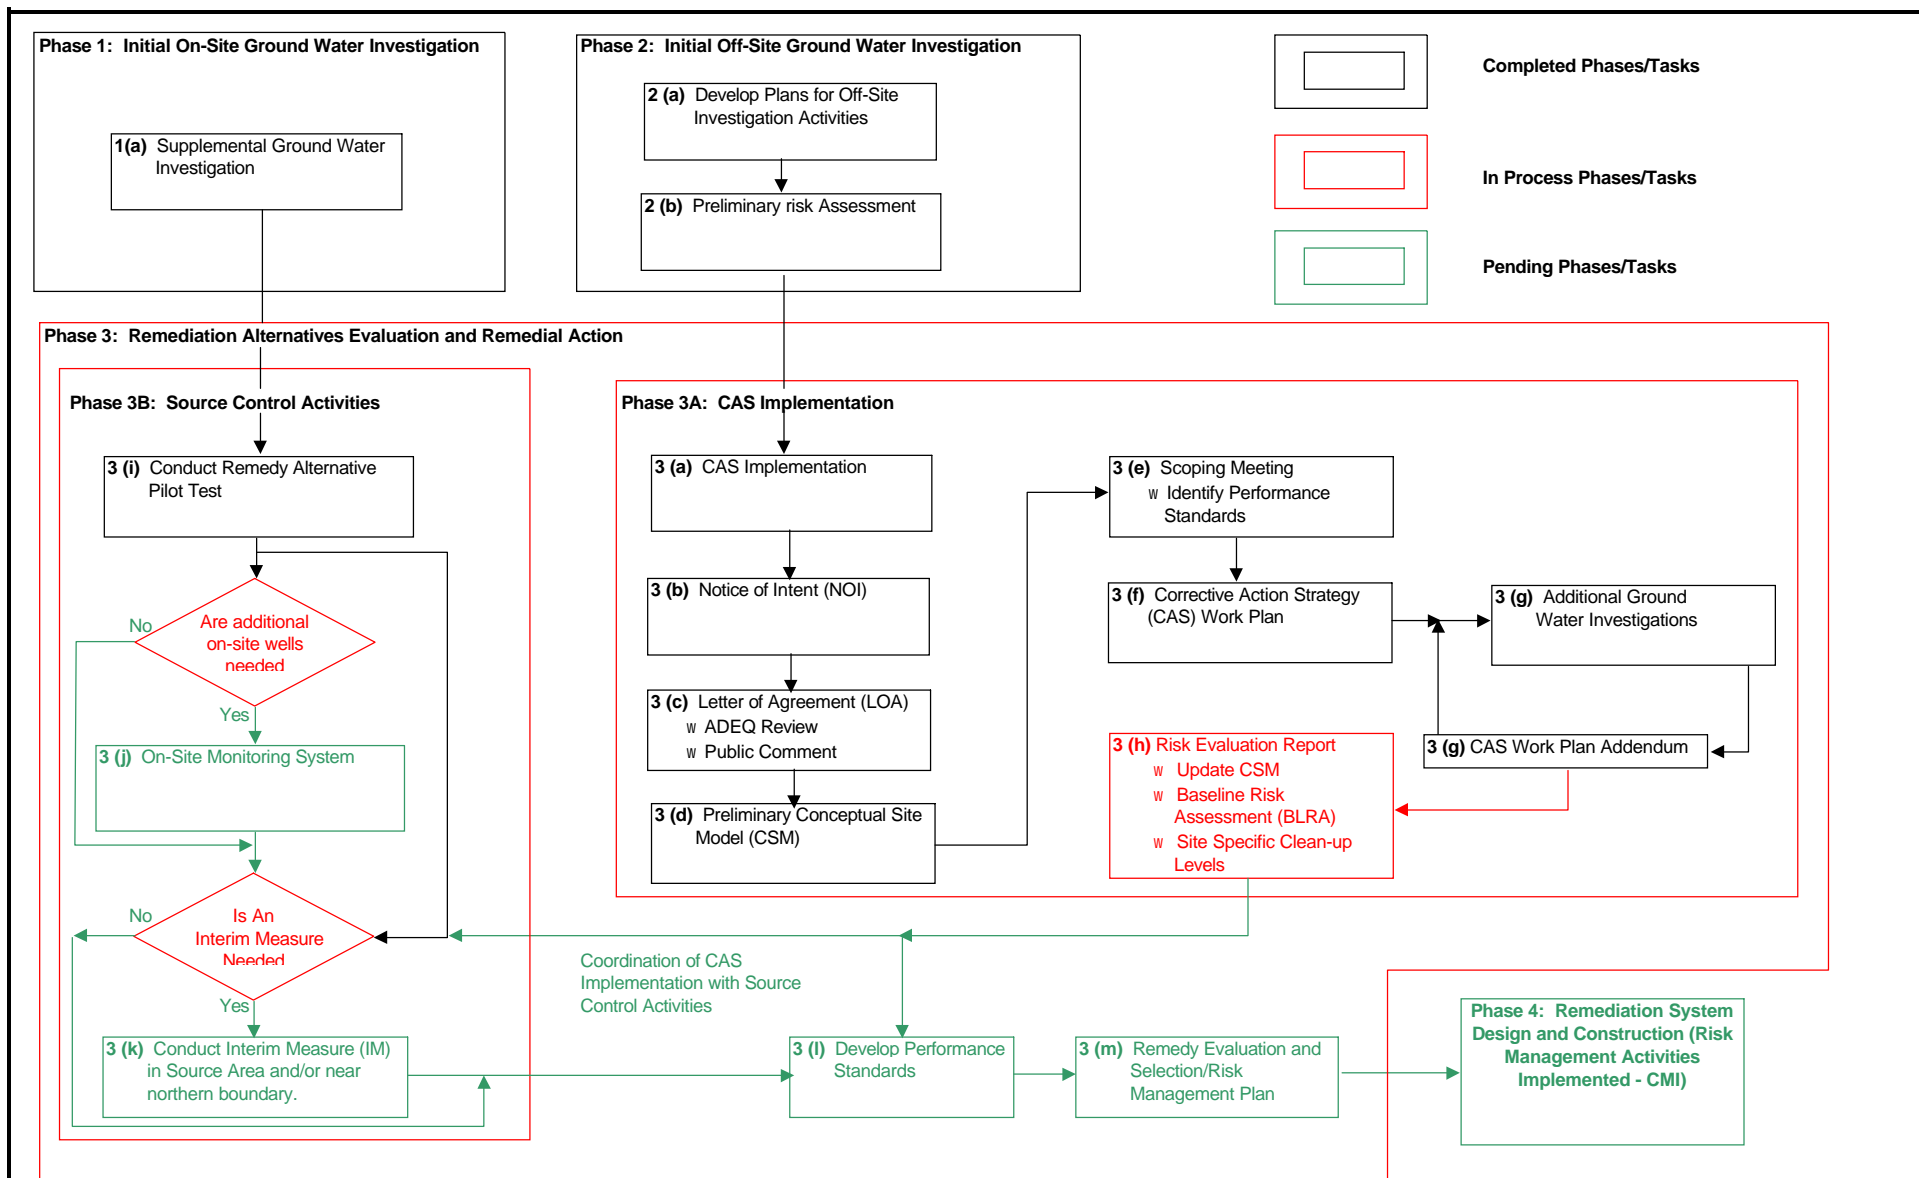 Phase 1: Initial On-Site Ground Water Investigation
1(a) Supplemental Ground Water
Investigation
Phase 2: Initial Off-Site Ground Water Investigation
2 (a) Develop Plans for Off-Site
Investigation Activities
2 (b) Preliminary risk Assessment
Completed Phases/Tasks
In Process Phases/Tasks
Pending Phases/Tasks
Phase 3: Remediation Alternatives Evaluation and Remedial Action
Phase 3B: Source Control Activities
3 (i) Conduct Remedy Alternative
Pilot Test
No
Are additional
on-site wells
needed
Yes
3 (j) On-Site Monitoring System
No
Is An
Interim Measure
Needed
Yes
3 (k) Conduct Interim Measure (IM)
in Source Area and/or near
northern boundary.
Phase 3A: CAS Implementation
3 (a) CAS Implementation
3 (b) Notice of Intent (NOI)
3 (c) Letter of Agreement (LOA)
w ADEQ Review
w Public Comment
3 (d) Preliminary Conceptual Site
Model (CSM)
3 (e) Scoping Meeting
w Identify Performance
Standards
3 (f) Corrective Action Strategy
(CAS) Work Plan
3 (g) Additional Ground
Water Investigations
3 (g) CAS Work Plan Addendum
3 (h) Risk Evaluation Report
w Update CSM
w Baseline Risk
Assessment (BLRA)
w Site Specific Clean-up
Levels
Coordination of CAS
Implementation with Source
Control Activities
3 (l) Develop Performance
Standards
3 (m) Remedy Evaluation and
Selection/Risk
Management Plan
Phase 4: Remediation System
Design and Construction (Risk
Management Activities
Implemented - CMI)